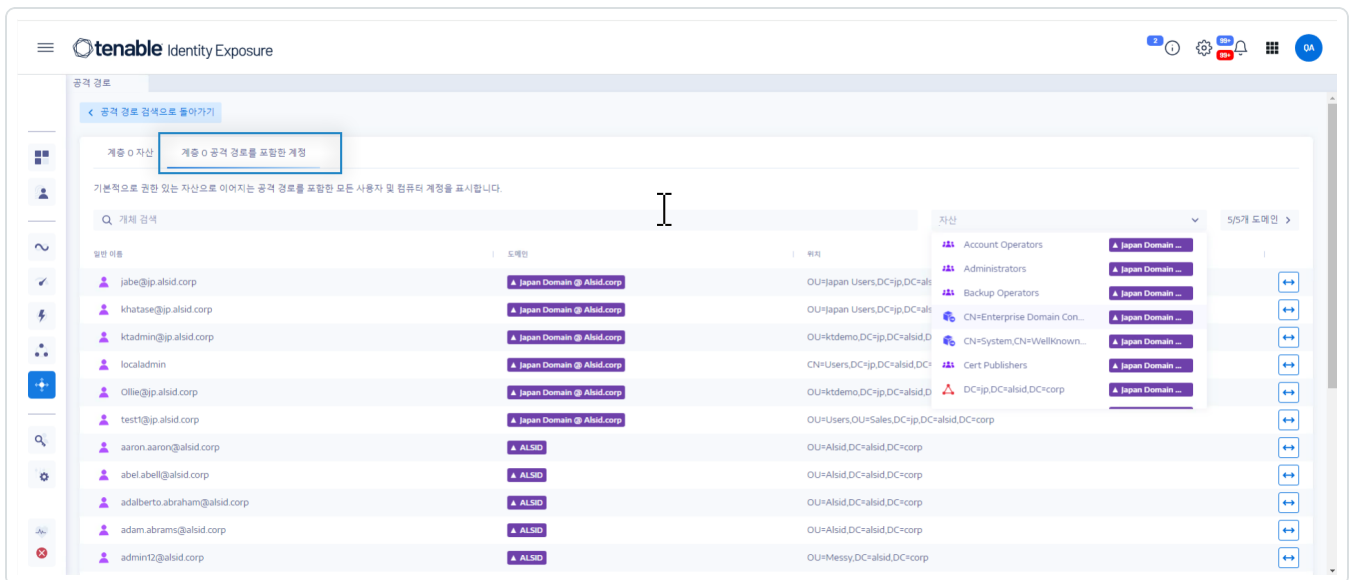 tenable Identity Exposure
2
99+
99+
QA
공격 경로
공격 경로 검색으로 돌아가기
계층 0 자산 계층 0 공격 경로를 포함한 계정
기본적으로 권한 있는 자산으로 이어지는 공격 경로를 포함한 모든 사용자 및 컴퓨터 계정을 표시합니다.
개체 검색 자산 5/5개 도메인
일반 이름 도메인 위치
Account Operators Japan Domain ...
Administrators Japan Domain ...
Backup Operators Japan Domain ...
CN=Enterprise Domain Con... Japan Domain ...
CN=System,CN=WellKnown... Japan Domain ...
Cert Publishers Japan Domain ...
DC=jp,DC=alsid,DC=corp Japan Domain ...
jabe@jp.alsid.corp Japan Domain @ Alsid.corp OU=Japan Users,DC=jp,DC=als
khatase@jp.alsid.corp Japan Domain @ Alsid.corp OU=Japan Users,DC=jp,DC=als
ktadmin@jp.alsid.corp Japan Domain @ Alsid.corp OU=ktdemo,DC=jp,DC=alsid,D
localadmin Japan Domain @ Alsid.corp CN=Users,DC=jp,DC=alsid,DC=
Ollie@jp.alsid.corp Japan Domain @ Alsid.corp OU=ktdemo,DC=jp,DC=alsid,D
test1@jp.alsid.corp Japan Domain @ Alsid.corp OU=Users,OU=Sales,DC=jp,DC=alsid,DC=corp
aaron.aaron@alsid.corp ALSID OU=Alsid,DC=alsid,DC=corp
abel.abell@alsid.corp ALSID OU=Alsid,DC=alsid,DC=corp
adalberto.abraham@alsid.corp ALSID OU=Alsid,DC=alsid,DC=corp
adam.abrams@alsid.corp ALSID OU=Alsid,DC=alsid,DC=corp
admin12@alsid.corp ALSID OU=Messy,DC=alsid,DC=corp